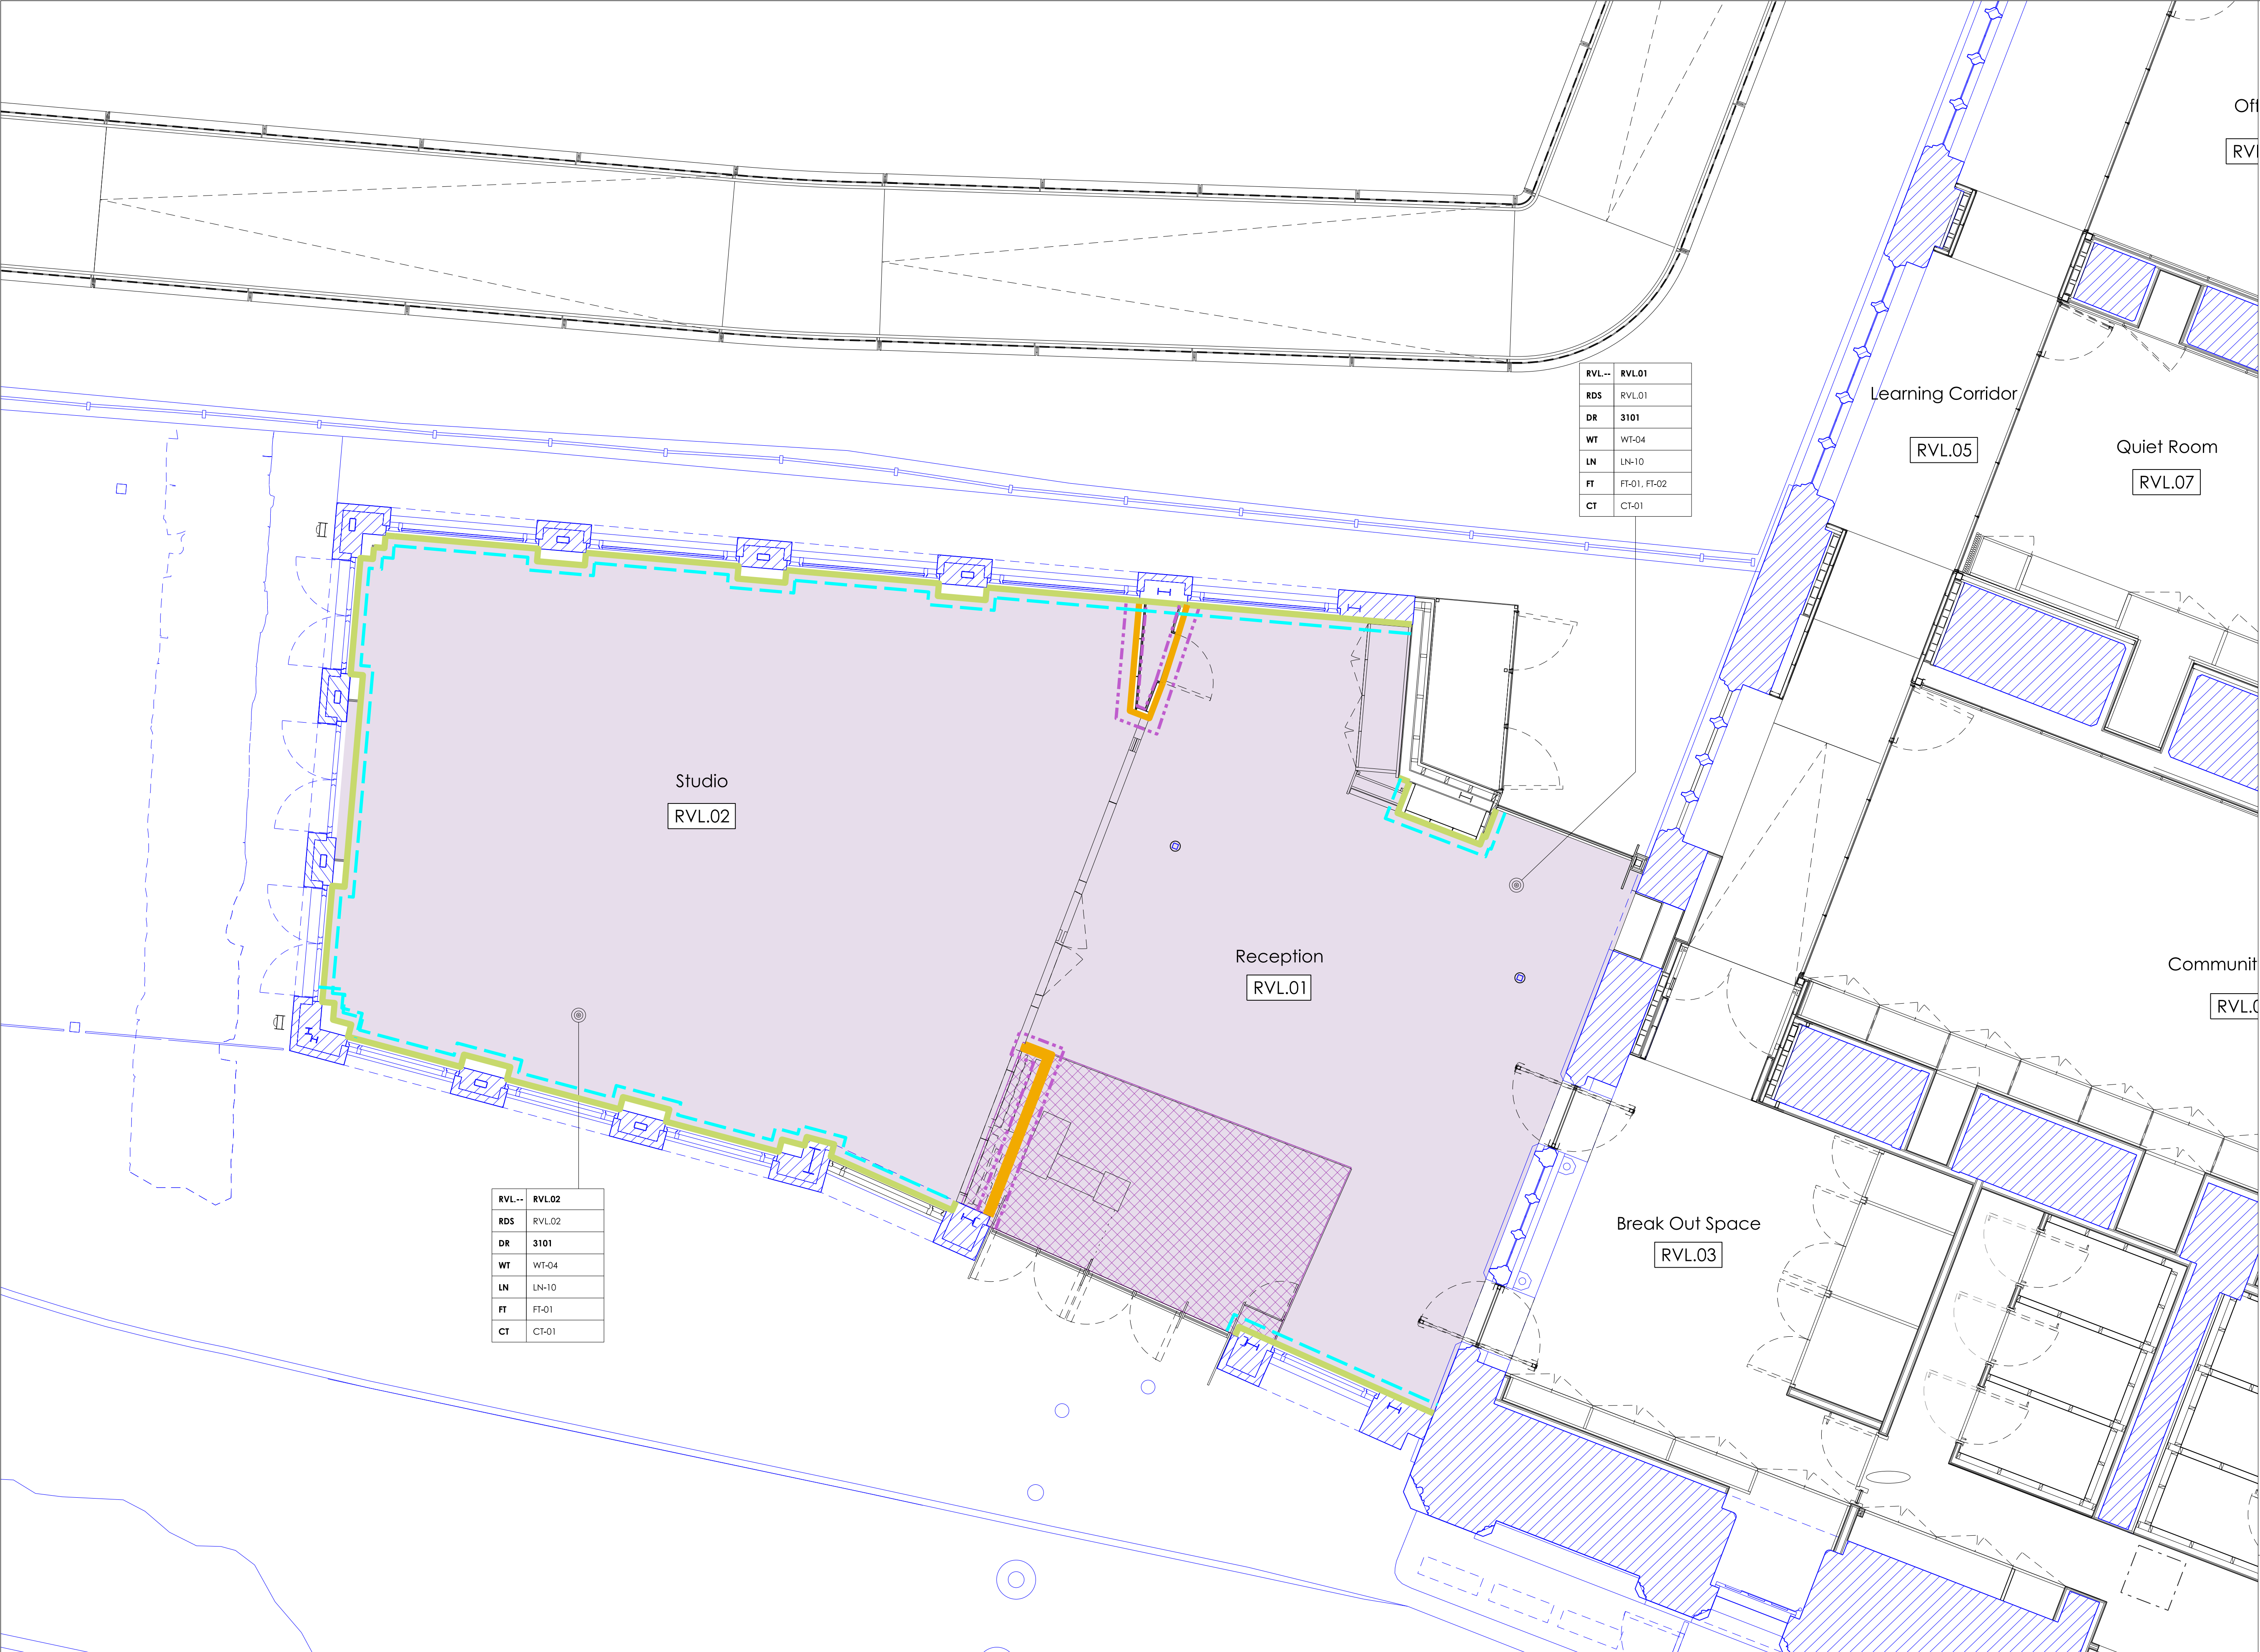 Off
RVL
RVL.-- RVL.01
RDS RVL.01
DR 3101
WT WT-04
LN LN-10
FT FT-01, FT-02
CT CT-01
Learning Corridor
RVL.05
Quiet Room
RVL.07
Studio
RVL.02
Reception
RVL.01
Communit
RVL.0
Break Out Space
RVL.03
RVL.-- RVL.02
RDS RVL.02
DR 3101
WT WT-04
LN LN-10
FT FT-01
CT CT-01